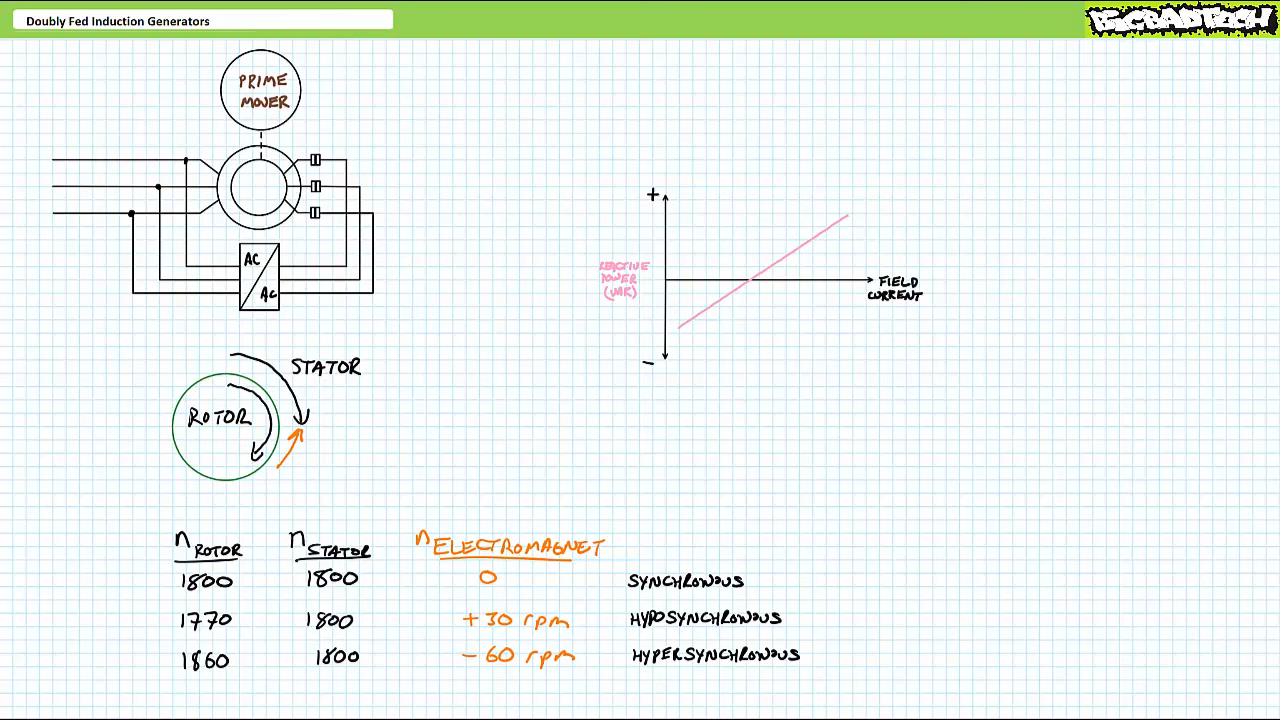 Doubly Fed Induction Generators
BIGBADTECH
PRIME
MOVER
AC
AC
+
REACTIVE
POWER
(VAR)
FIELD
CURRENT
-
STATOR
ROTOR
n ROTOR n STATOR n ELECTROMAGNET
1800 1800 0 SYNCHRONOUS
1770 1800 +30 rpm HYPOSYNCHRONOUS
1860 1800 -60 rpm HYPERSYNCHRONOUS